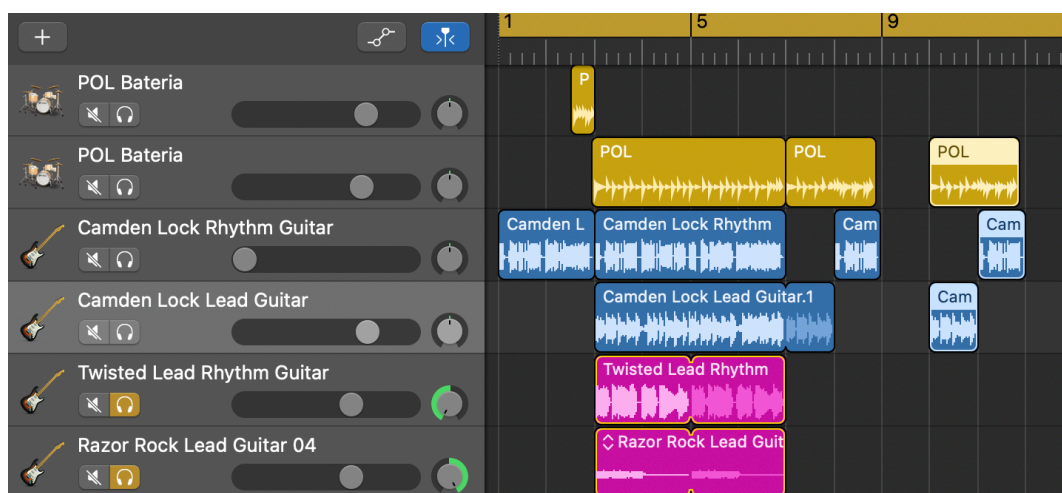 1 5 9
POL Bateria
P
POL Bateria
POL POL POL
Camden Lock Rhythm Guitar
Camden L Camden Lock Rhythm Cam Cam
Camden Lock Lead Guitar
Camden Lock Lead Guitar.1 Cam
Twisted Lead Rhythm Guitar
Twisted Lead Rhythm
Razor Rock Lead Guitar 04
Razor Rock Lead Guit